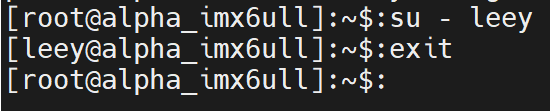 [root@alpha_imx6ull]:~$:su - leey
[leey@alpha_imx6ull]:~$:exit
[root@alpha_imx6ull]:~$: